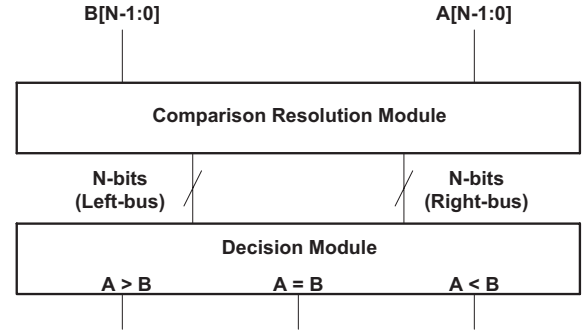 B[N-1:0] A[N-1:0]
Comparison Resolution Module
N-bits N-bits
(Left-bus) (Right-bus)
Decision Module
A > B A = B A < B